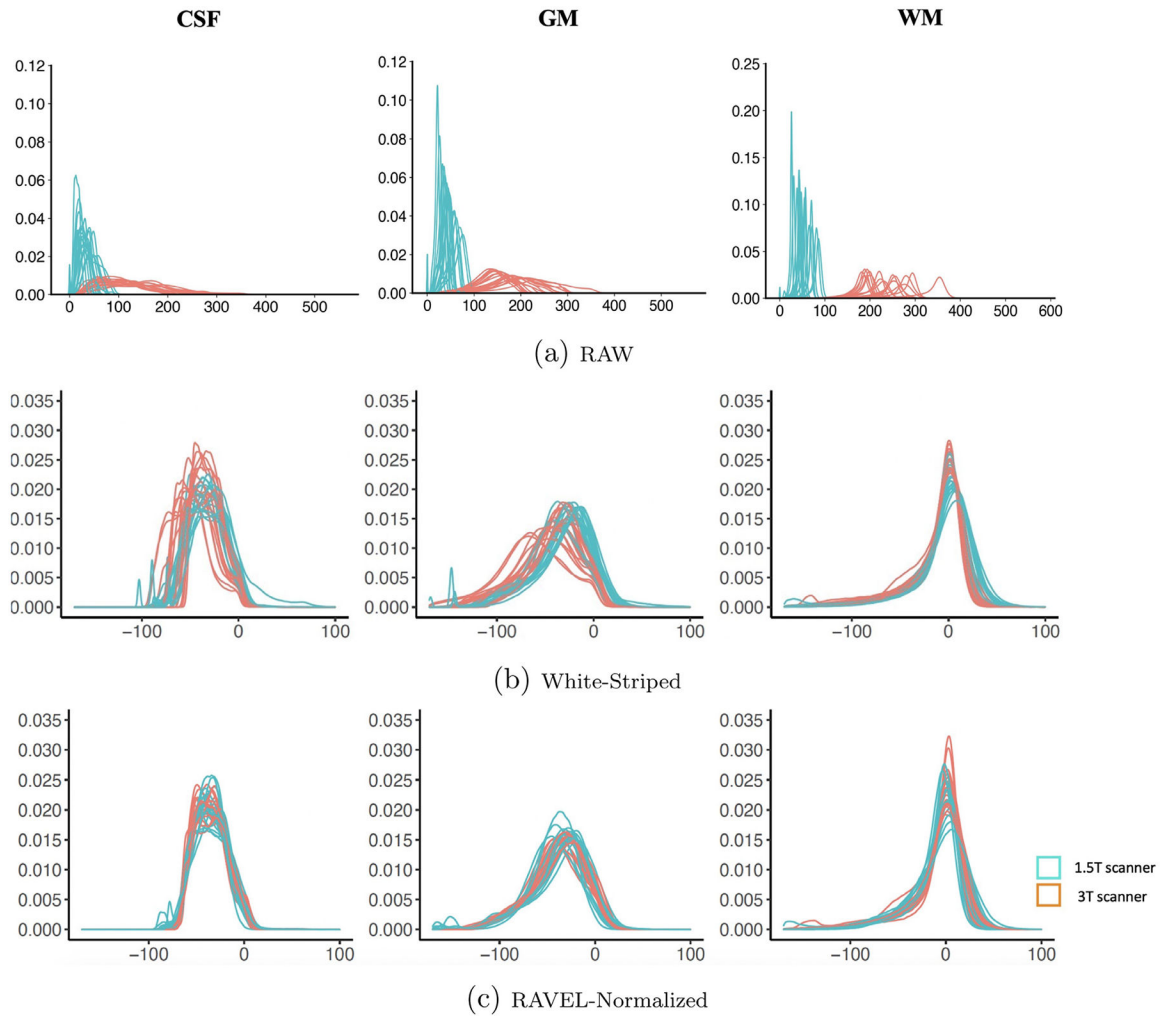 CSF GM WM
0.12 0.12 0.25
0.10 0.10 0.20
0.08 0.08 0.15
0.06 0.06 0.10
0.04 0.04 0.05
0.02 0.02 0.00
0.00 0.00
0 100 200 300 400 500 0 100 200 300 400 500 0 100 200 300 400 500 600
(a) RAW
0.035 0.035 0.035
0.030 0.030 0.030
0.025 0.025 0.025
0.020 0.020 0.020
0.015 0.015 0.015
0.010 0.010 0.010
0.005 0.005 0.005
0.000 0.000 0.000
−100 0 100 −100 0 100 −100 0 100
(b) White-Striped
0.035 0.035 0.035
0.030 0.030 0.030
0.025 0.025 0.025
0.020 0.020 0.020
0.015 0.015 0.015
0.010 0.010 0.010
0.005 0.005 0.005
0.000 0.000 0.000
−100 0 100 −100 0 100 −100 0 100
1.5T scanner
3T scanner
(c) RAVEL-Normalized